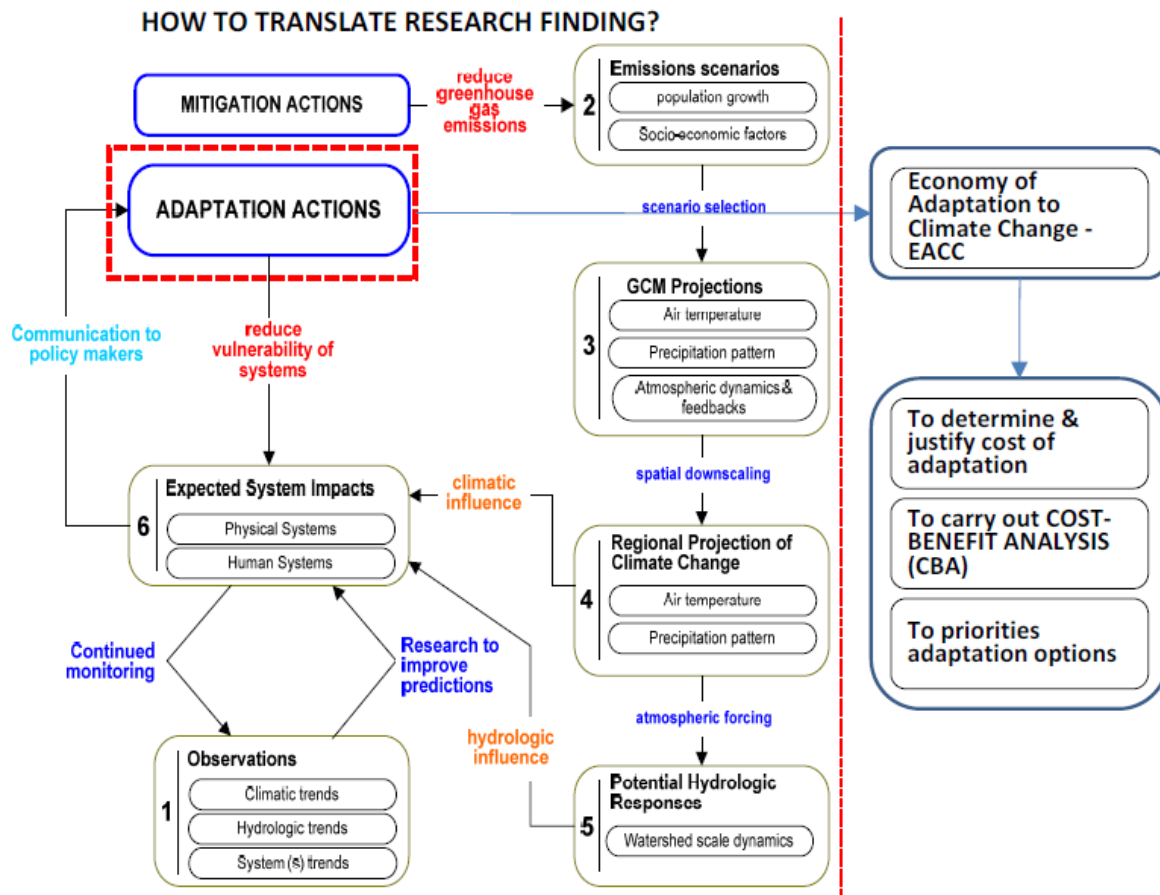 HOW TO TRANSLATE RESEARCH FINDING?
MITIGATION ACTIONS
reduce
greenhouse
gas
emissions
2
Emissions scenarios
population growth
Socio-economic factors
ADAPTATION ACTIONS
scenario selection
Economy of
Adaptation to
Climate Change -
EACC
Communication to
policy makers
reduce
vulnerability of
systems
3
GCM Projections
Air temperature
Precipitation pattern
Atmospheric dynamics &
feedbacks
spatial downscaling
6
Expected System Impacts
Physical Systems
Human Systems
climatic
influence
4
Regional Projection of
Climate Change
Air temperature
Precipitation pattern
To determine &
justify cost of
adaptation
To carry out COST-
BENEFIT ANALYSIS
(CBA)
To priorities
adaptation options
Continued
monitoring
Research to
improve
predictions
atmospheric forcing
hydrologic
influence
1
Observations
Climatic trends
Hydrologic trends
System (s) trends
5
Potential Hydrologic
Responses
Watershed scale dynamics